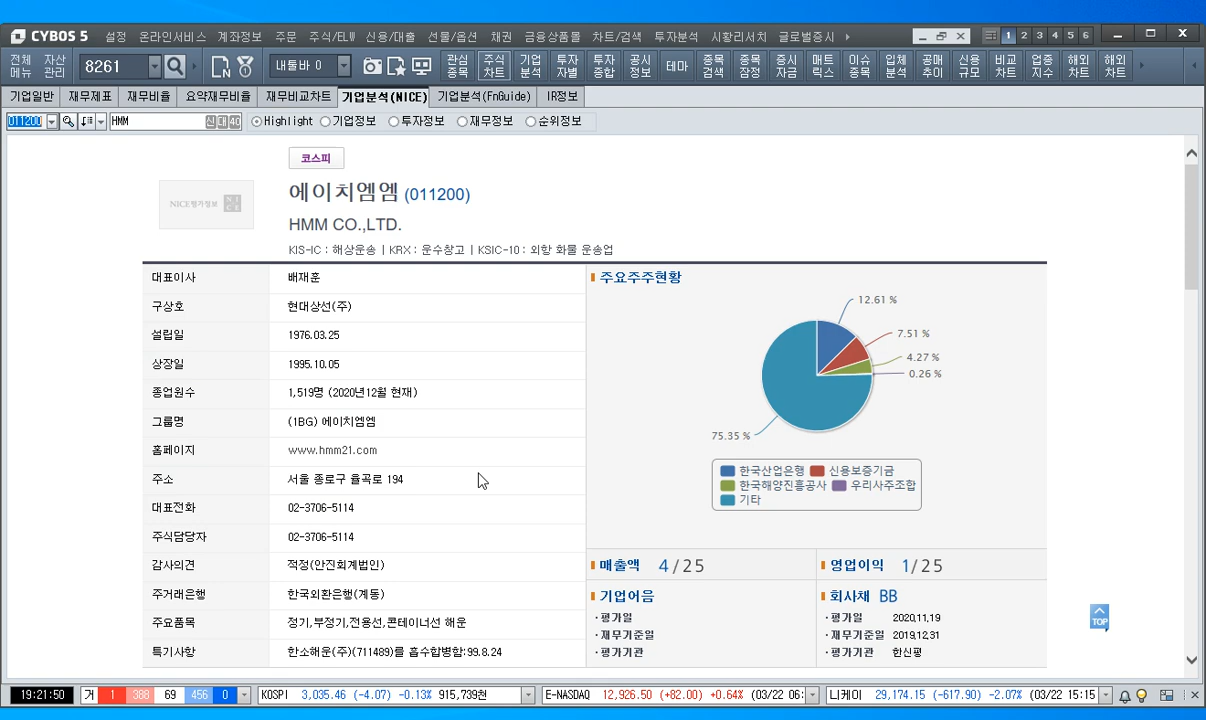 CYBOS 5 설정 온라인서비스 계좌정보 주문 주식/ELW 신용/대출 선물/옵션 채권 금융상품몰 차트/검색 투자분석 시황리서치 글로벌증시 1 2 3 4 5 6
전체메뉴 자산관리 8261 내툴바 0 관심종목 주식차트 기업분석 투자자별 투자종합 공시정보 테마 종목검색 종목잠정 증시자금 매트릭스 이슈종목 입체분석 공매추이 신용규모 비교차트 업종지수 해외차트 해외차트
기업일반 재무제표 재무비율 요약재무비율 재무비교차트 기업분석(NICE) 기업분석(FnGuide) IR정보
011200 HMM 신 대 40 Highlight 기업정보 투자정보 재무정보 순위정보
코스피
NICE평가정보 NICE
에이치엠엠 (011200)
HMM CO.,LTD.
KIS-IC : 해상운송 | KRX : 운수창고 | KSIC-10 : 외항 화물 운송업
대표이사 배재훈
구상호 현대상선(주)
설립일 1976.03.25
상장일 1995.10.05
종업원수 1,519명 (2020년12월 현재)
그룹명 (1BG) 에이치엠엠
홈페이지 www.hmm21.com
주소 서울 종로구 율곡로 194
대표전화 02-3706-5114
주식담당자 02-3706-5114
감사의견 적정(안진회계법인)
주거래은행 한국외환은행(계동)
주요품목 정기,부정기,전용선,콘테이너선 해운
특기사항 한소해운(주)(711489)를 흡수합병함:99.8.24
주요주주현황
12.61 %
7.51 %
4.27 %
0.26 %
75.35 %
한국산업은행 신용보증기금
한국해양진흥공사 우리사주조합
기타
매출액 4/25 영업이익 1/25
기업어음
·평가일
·재무기준일
·평가기관
회사채 BB
·평가일 2020.11.19
·재무기준일 2019.12.31
·평가기관 한신평
TOP
19:21:50 거 1 388 69 456 0 KOSPI 3,035.46 (-4.07) -0.13% 915,739천 E-NASDAQ 12,926.50 (+82.00) +0.64% (03/22 06: 니케이 29,174.15 (-617.90) -2.07% (03/22 15:15